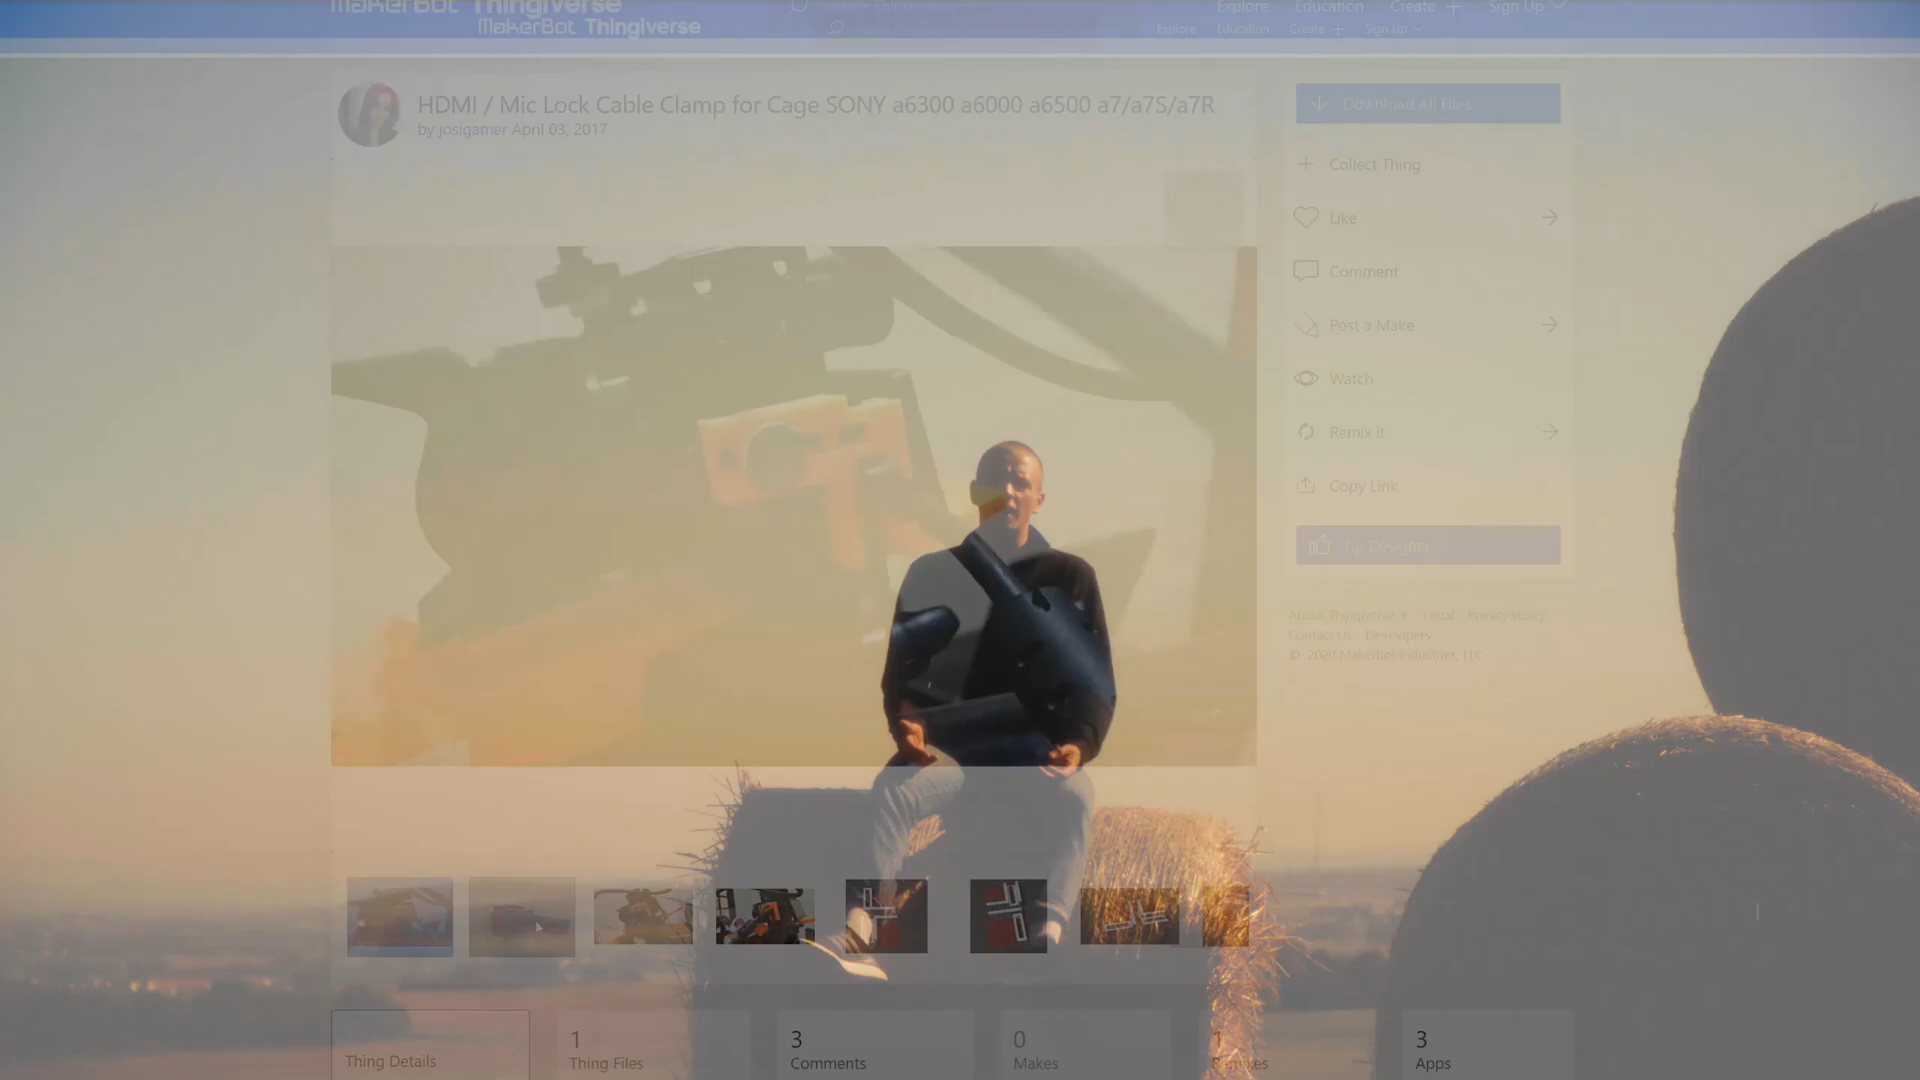 MakerBot Thingiverse
Explore Education Create Sign Up
MakerBot Thingiverse
Explore Education Create Sign Up
HDMI / Mic Lock Cable Clamp for Cage SONY a6300 a6000 a6500 a7/a7S/a7R
by josigamer April 03, 2017
Download All Files
Collect Thing
Like
Comment
Post a Make
Watch
Remix it
Copy Link
Tip Designer
About Thingiverse ® · Legal · Privacy Policy ·
Contact Us · Developers
© 2020 MakerBot Industries, LLC
Thing Details
1
Thing Files
3
Comments
0
Makes
1
Remixes
3
Apps